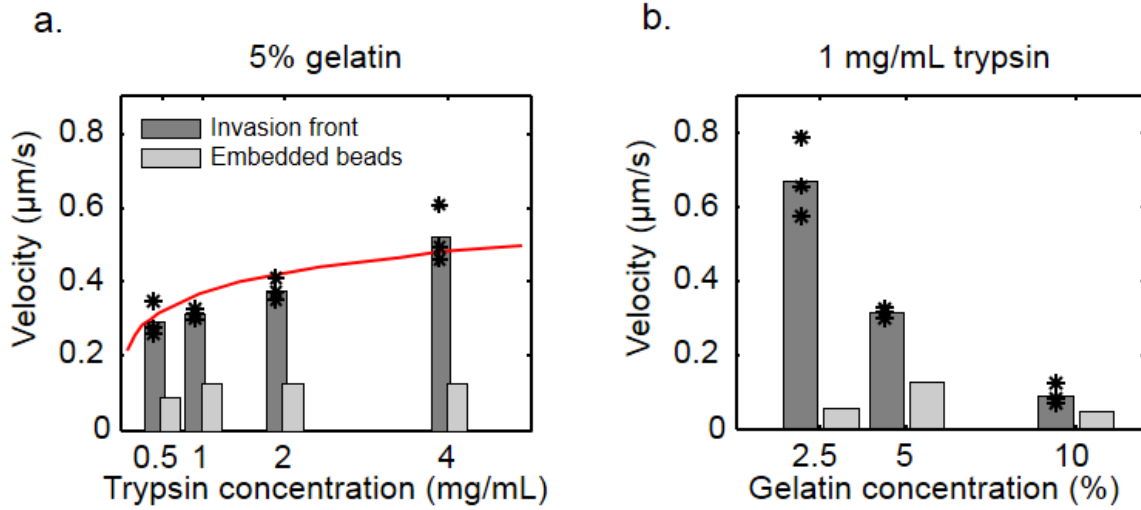 a.
5% gelatin
Velocity (µm/s)
0.8
0.6
0.4
0.2
0
Invasion front
Embedded beads
0.5 1 2 4
Trypsin concentration (mg/mL)
b.
1 mg/mL trypsin
Velocity (µm/s)
0.8
0.6
0.4
0.2
0
2.5 5 10
Gelatin concentration (%)